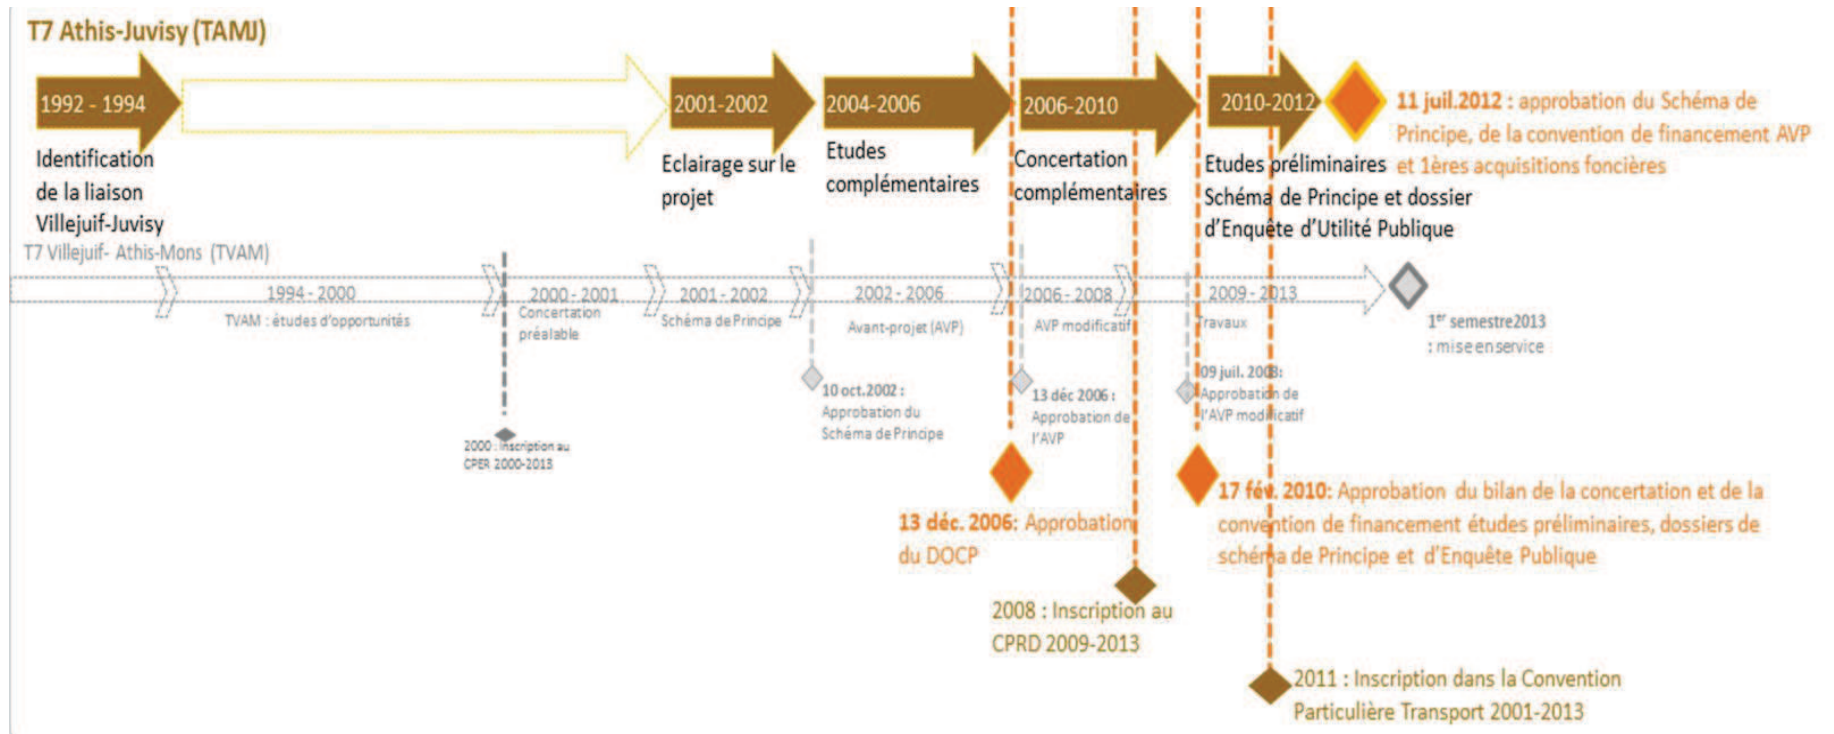 T7 Athis-Juvisy (TAMJ)
1992 - 1994
2001-2002
2004-2006
2006-2010
2010-2012
11 juil.2012 : approbation du Schéma de
Principe, de la convention de financement AVP
et 1ères acquisitions foncières
Identification
de la liaison
Villejuif-Juvisy
Eclairage sur le
projet
Etudes
complémentaires
Concertation
complémentaires
Etudes préliminaires
Schéma de Principe et dossier
d'Enquête d'Utilité Publique
T7 Villejuif- Athis-Mons (TVAM)
1994 - 2000
TVAM : études d'opportunités
2000 - 2001
Concertation
préalable
2001 - 2002
Schéma de Principe
2002 - 2006
Avant-projet (AVP)
2006 - 2008
AVP modificatif
2009 - 2013
Travaux
1er semestre2013
: mise en service
2000 : Inscription au
CPER 2000-2013
10 oct.2002 :
Approbation du
Schéma de Principe
13 déc 2006 :
Approbation de
l'AVP
09 juil. 2008:
Approbation de
l'AVP modificatif
13 déc. 2006: Approbation
du DOCP
17 fév. 2010: Approbation du bilan de la concertation et de la
convention de financement études préliminaires, dossiers de
schéma de Principe et d'Enquête Publique
2008 : Inscription au
CPRD 2009-2013
2011 : Inscription dans la Convention
Particulière Transport 2001-2013